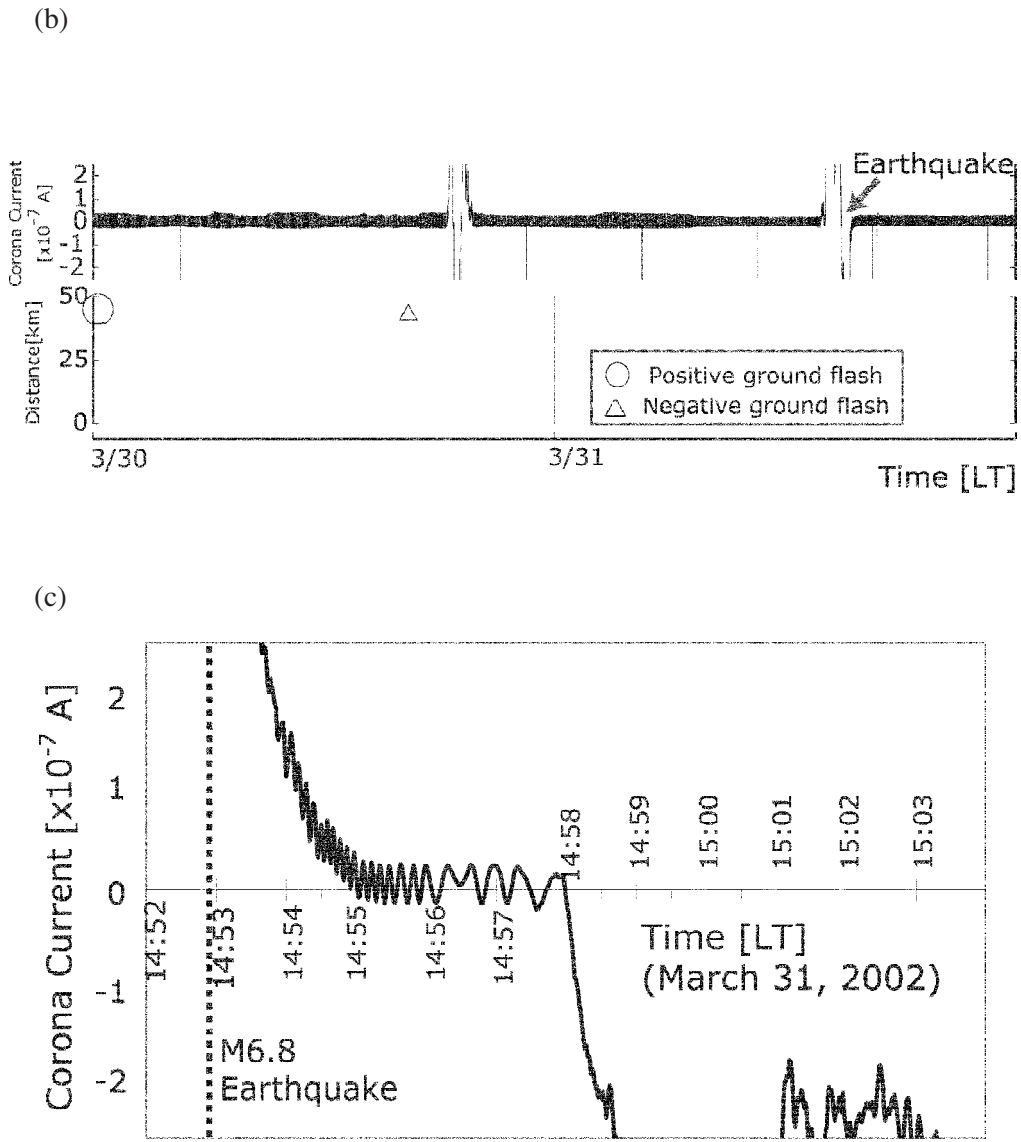 (b)
Corona Current
[x10⁻⁷ A]
2
1
0
-1
-2
Earthquake
Distance[km]
50
25
0
Positive ground flash
Negative ground flash
3/30
3/31
Time [LT]
(c)
Corona Current [x10⁻⁷ A]
2
1
0
-1
-2
14:52
14:53
14:54
14:55
14:56
14:57
14:58
14:59
15:00
15:01
15:02
15:03
Time [LT]
(March 31, 2002)
M6.8
Earthquake